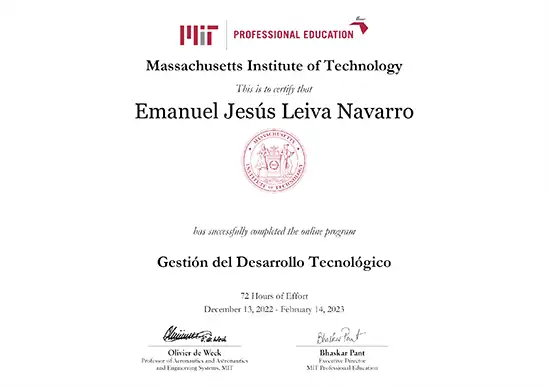 MIT PROFESSIONAL EDUCATION
Massachusetts Institute of Technology
This is to certify that
Emanuel Jesús Leiva Navarro
MASSACHUSETTS
INSTITUTE OF TECHNOLOGY
has successfully completed the online program
Gestión del Desarrollo Tecnológico
72 Hours of Effort
December 13, 2022 - February 14, 2023
Bhaskar Pant
Olivier de Weck
Professor of Aeronautics and Astronautics
and Engineering Systems, MIT
Bhaskar Pant
Executive Director
MIT Professional Education